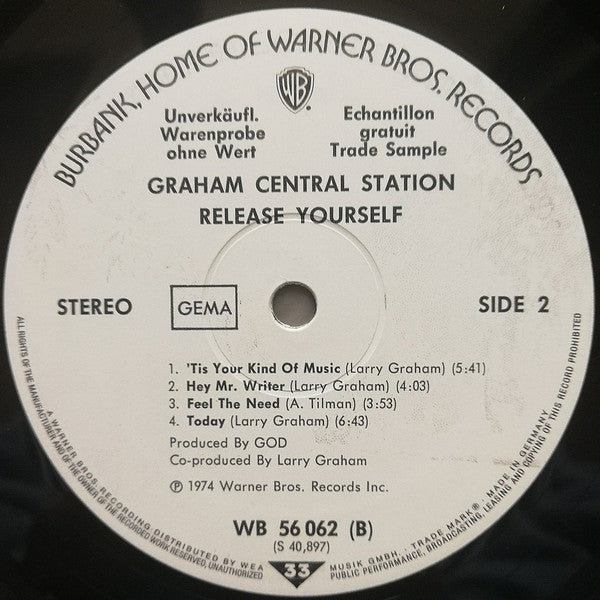 BURBANK, HOME OF WARNER BROS. RECORDS
WB
®
Unverkäufl.
Warenprobe
ohne Wert
Echantillon
gratuit
Trade Sample
GRAHAM CENTRAL STATION
RELEASE YOURSELF
STEREO
GEMA
SIDE 2
1. 'Tis Your Kind Of Music (Larry Graham) (5:41)
2. Hey Mr. Writer (Larry Graham) (4:03)
3. Feel The Need (A. Tilman) (3:53)
4. Today (Larry Graham) (6:43)
Produced By GOD
Co-produced By Larry Graham
℗ 1974 Warner Bros. Records Inc.
WB 56 062 (B)
(S 40,897)
33
ALL RIGHTS OF THE MANUFACTURER AND OF THE OWNER OF THE RECORDED WORK RESERVED, UNAUTHORIZED
PUBLIC PERFORMANCE, BROADCASTING, LEASING AND COPYING OF THIS RECORD PROHIBITED
A WARNER BROS. RECORDING DISTRIBUTED BY WEA
MUSIK GMBH. . TRADE MARK® . MADE IN GERMANY